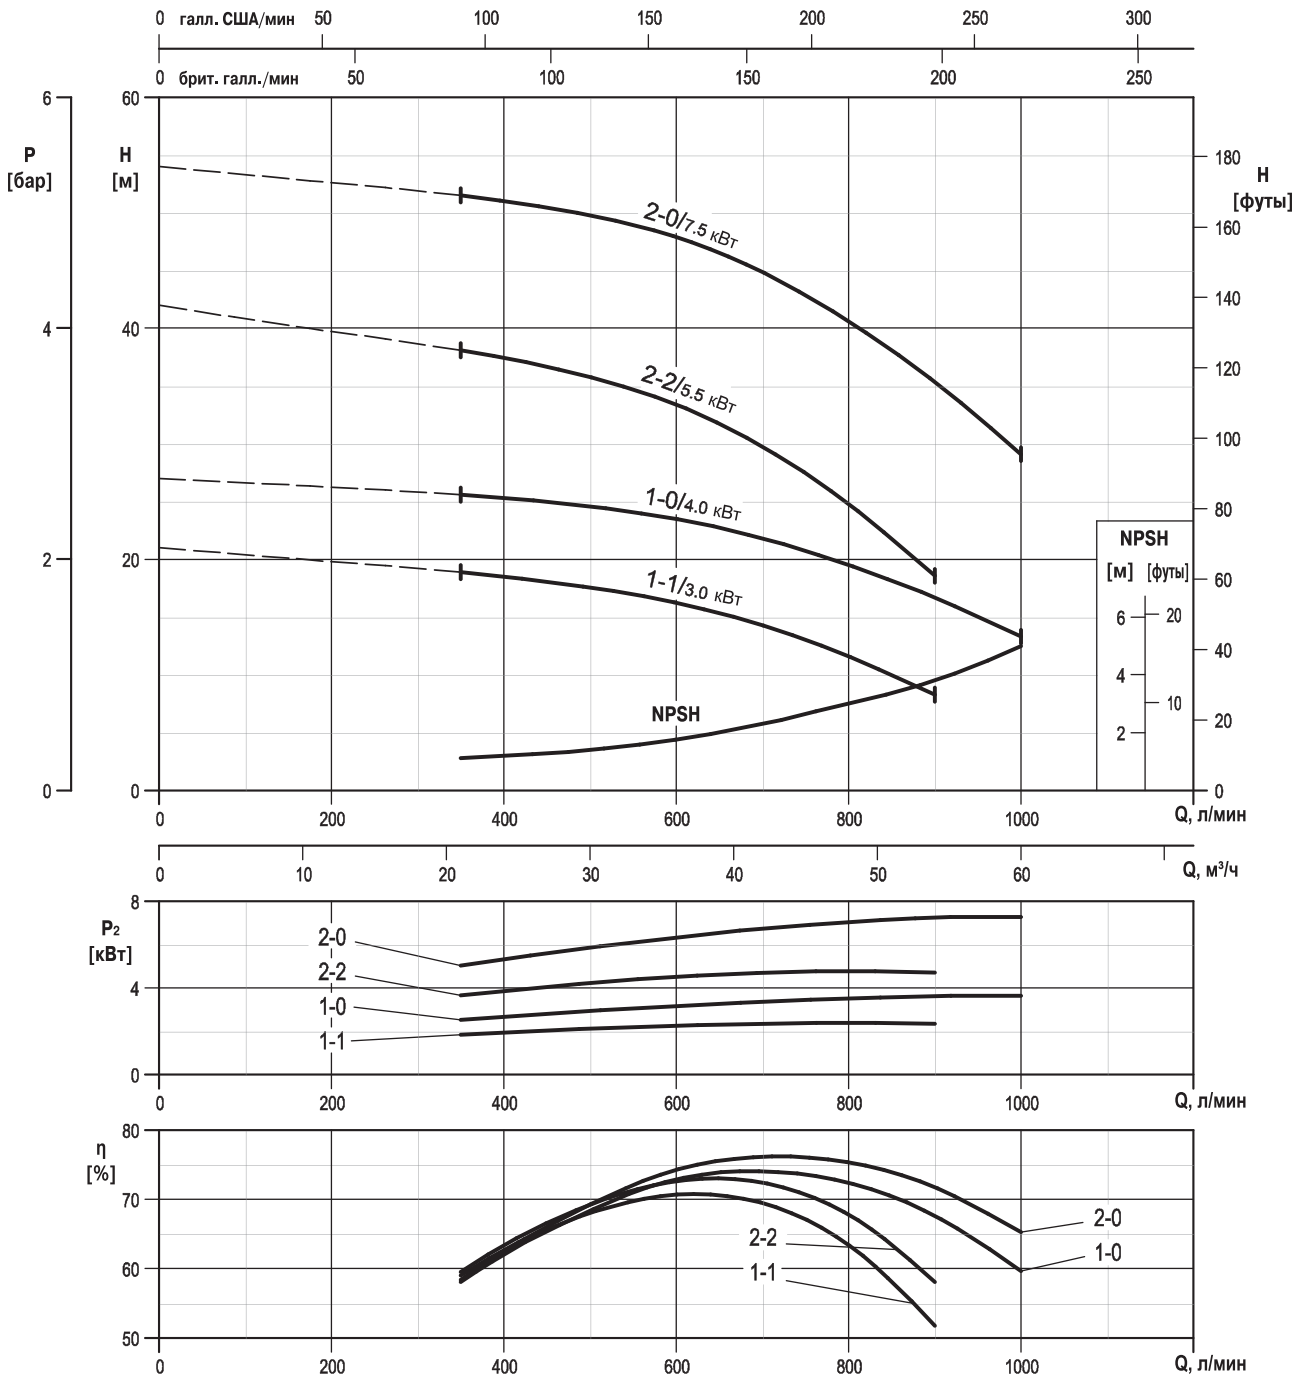 0 галл. США/мин 50 100 150 200 250 300
0 брит. галл./мин 50 100 150 200 250
6 60
P H
[бар] [м]
180
H
[футы]
2-0/7.5 кВт
160
140
4 40
120
2-2/5.5 кВт
100
1-0/4.0 кВт
80
NPSH
2 20
[м] [футы]
60
1-1/3.0 кВт
6 20
40
4
10
NPSH
20
2
0 0 0
0 200 400 600 800 1000 Q, л/мин
0 10 20 30 40 50 60 Q, м³/ч
8
P2
[кВт]
2-0
2-2
4
1-0
1-1
0
0 200 400 600 800 1000 Q, л/мин
80
η
[%]
70
2-0
2-2
1-0
60
1-1
50
0 200 400 600 800 1000 Q, л/мин